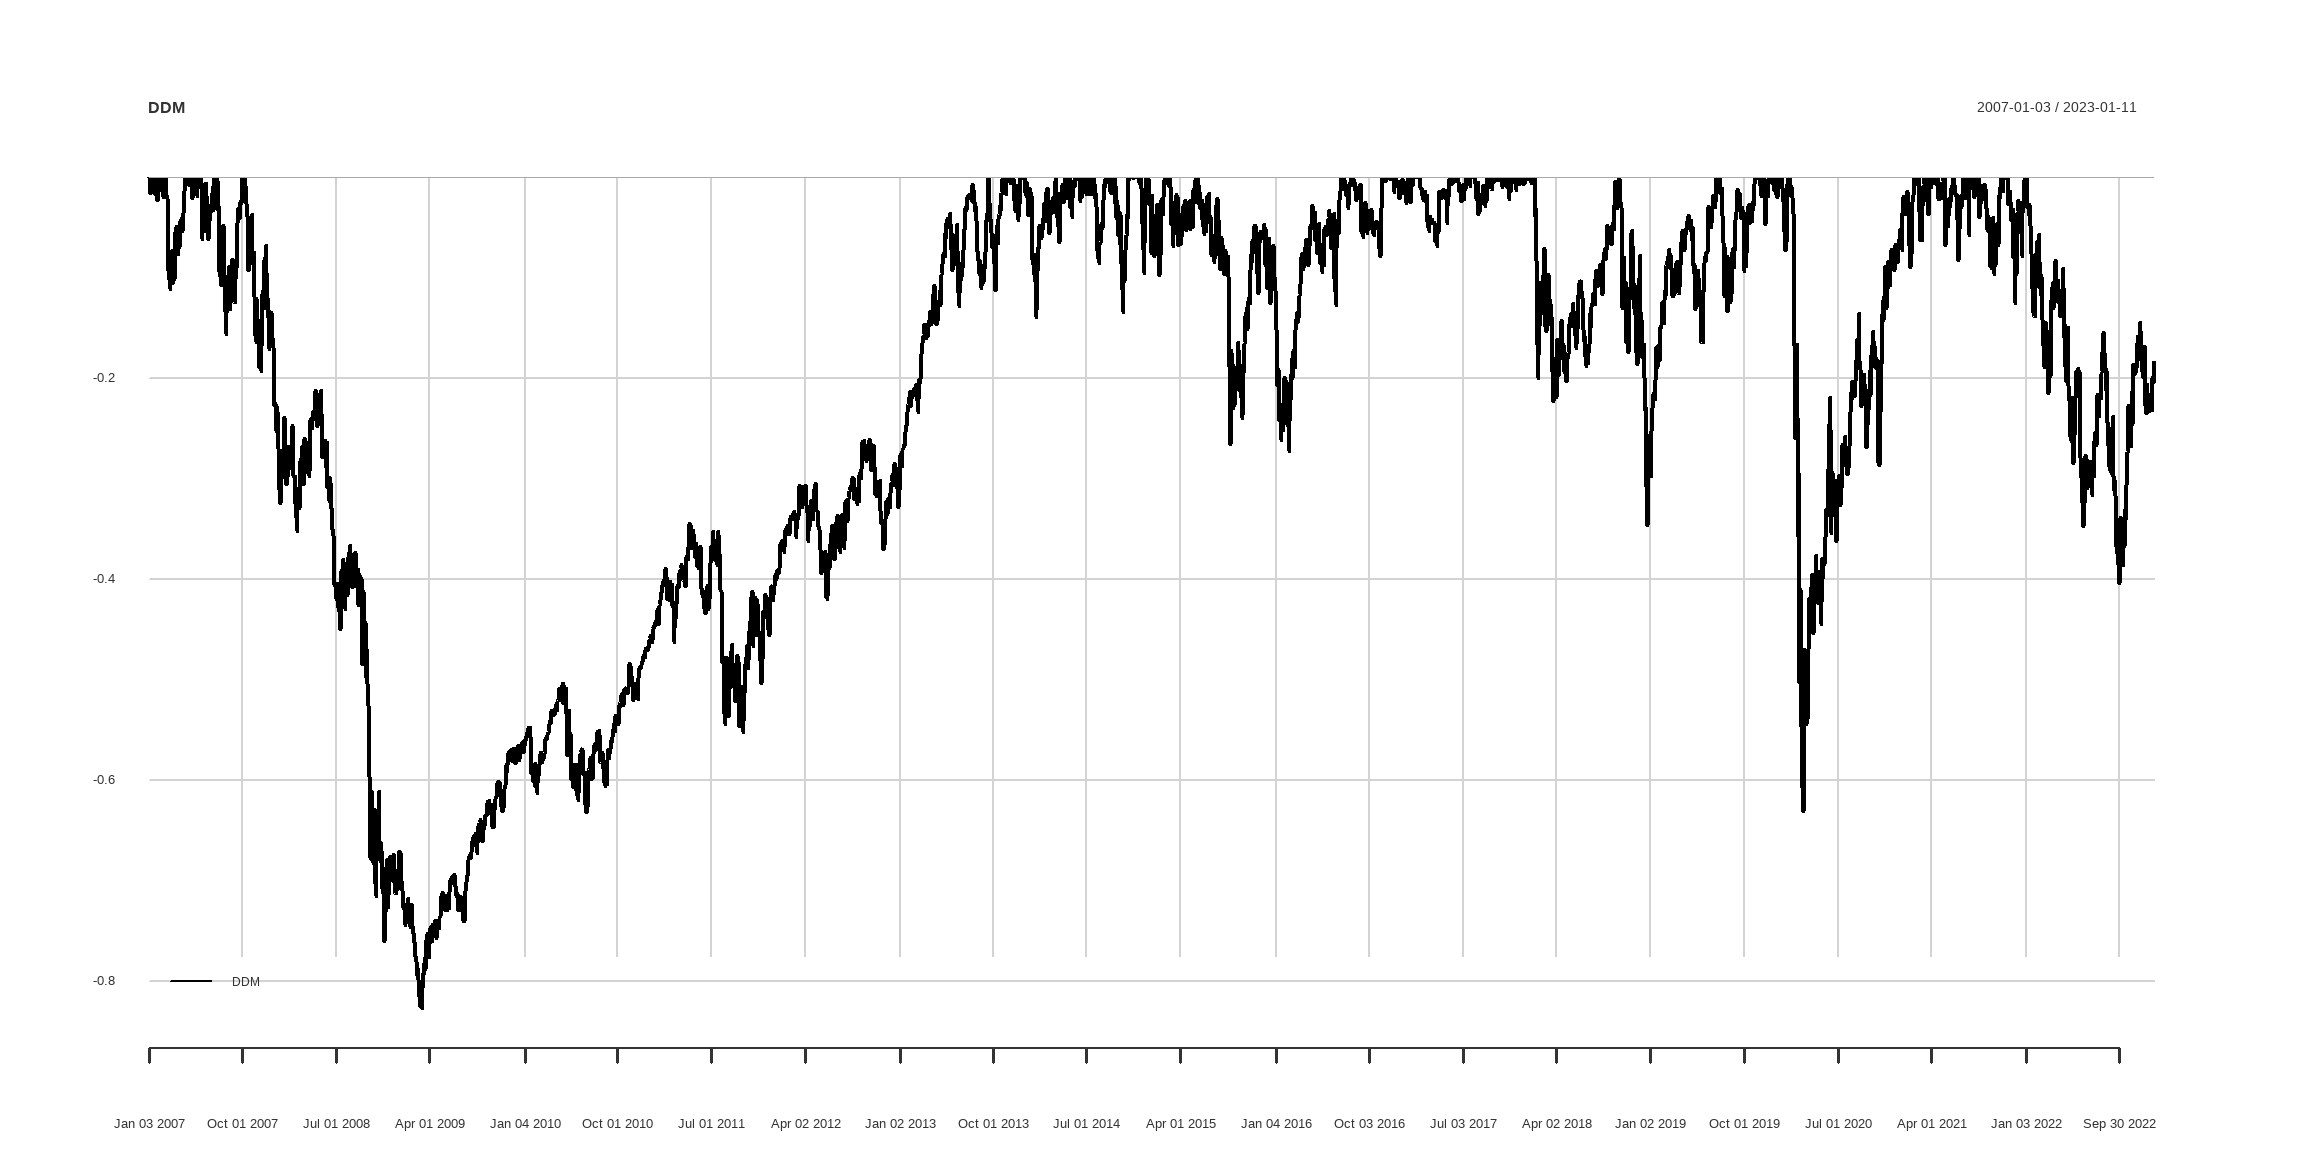 DDM
2007-01-03 / 2023-01-11
-0.2
-0.4
-0.6
-0.8
DDM
Jan 03 2007 Oct 01 2007 Jul 01 2008 Apr 01 2009 Jan 04 2010 Oct 01 2010 Jul 01 2011 Apr 02 2012 Jan 02 2013 Oct 01 2013 Jul 01 2014 Apr 01 2015 Jan 04 2016 Oct 03 2016 Jul 03 2017 Apr 02 2018 Jan 02 2019 Oct 01 2019 Jul 01 2020 Apr 01 2021 Jan 03 2022 Sep 30 2022